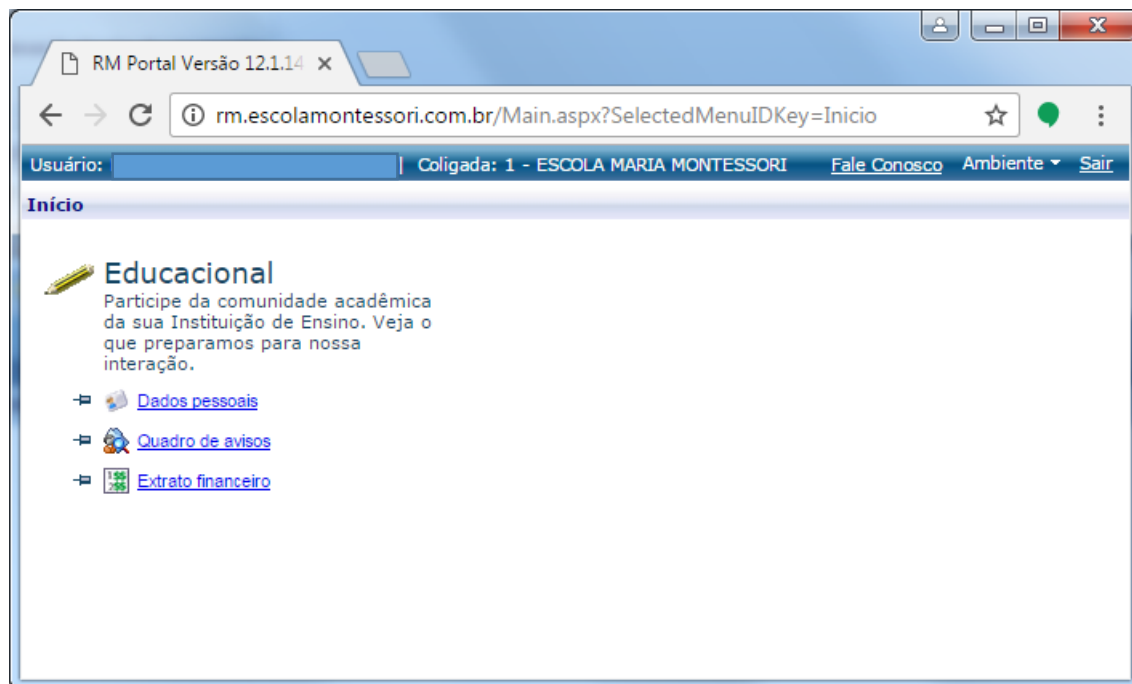 RM Portal Versão 12.1.14
rm.escolamontessori.com.br/Main.aspx?SelectedMenuIDKey=Inicio
Usuário: | Coligada: 1 - ESCOLA MARIA MONTESSORI Fale Conosco Ambiente Sair
Início
Educacional
Participe da comunidade acadêmica
da sua Instituição de Ensino. Veja o
que preparamos para nossa
interação.
Dados pessoais
Quadro de avisos
Extrato financeiro